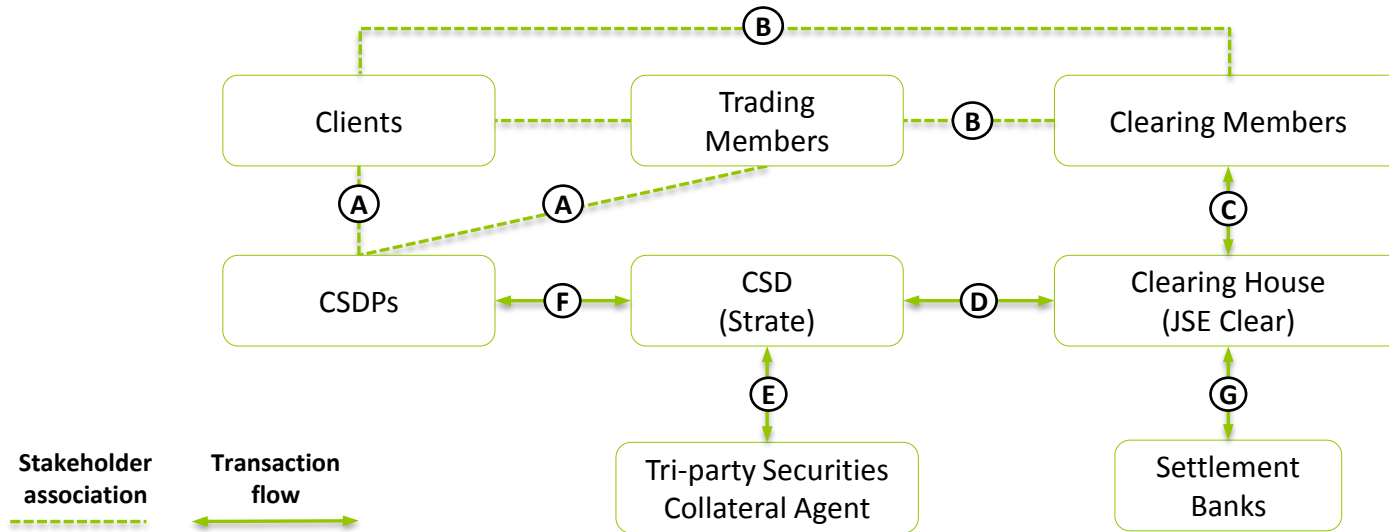 B
Clients
Trading
Members
B
Clearing Members
A
A
C
CSDPs
F
CSD
(Strate)
D
Clearing House
(JSE Clear)
E
G
Stakeholder
association
Transaction
flow
Tri-party Securities
Collateral Agent
Settlement
Banks